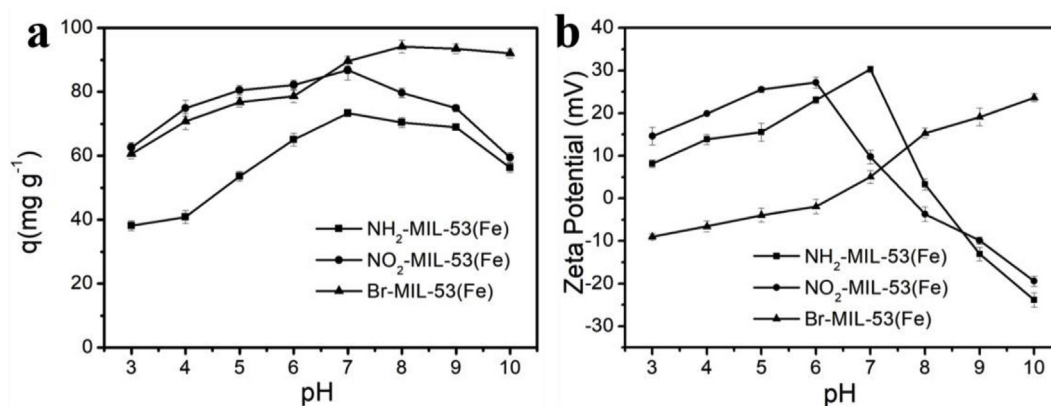 a
q(mg g⁻¹)
100
80
60
40
20
0
NH₂-MIL-53(Fe)
NO₂-MIL-53(Fe)
Br-MIL-53(Fe)
3 4 5 6 7 8 9 10
pH
b
Zeta Potential (mV)
40
30
20
10
0
-10
-20
-30
NH₂-MIL-53(Fe)
NO₂-MIL-53(Fe)
Br-MIL-53(Fe)
3 4 5 6 7 8 9 10
pH